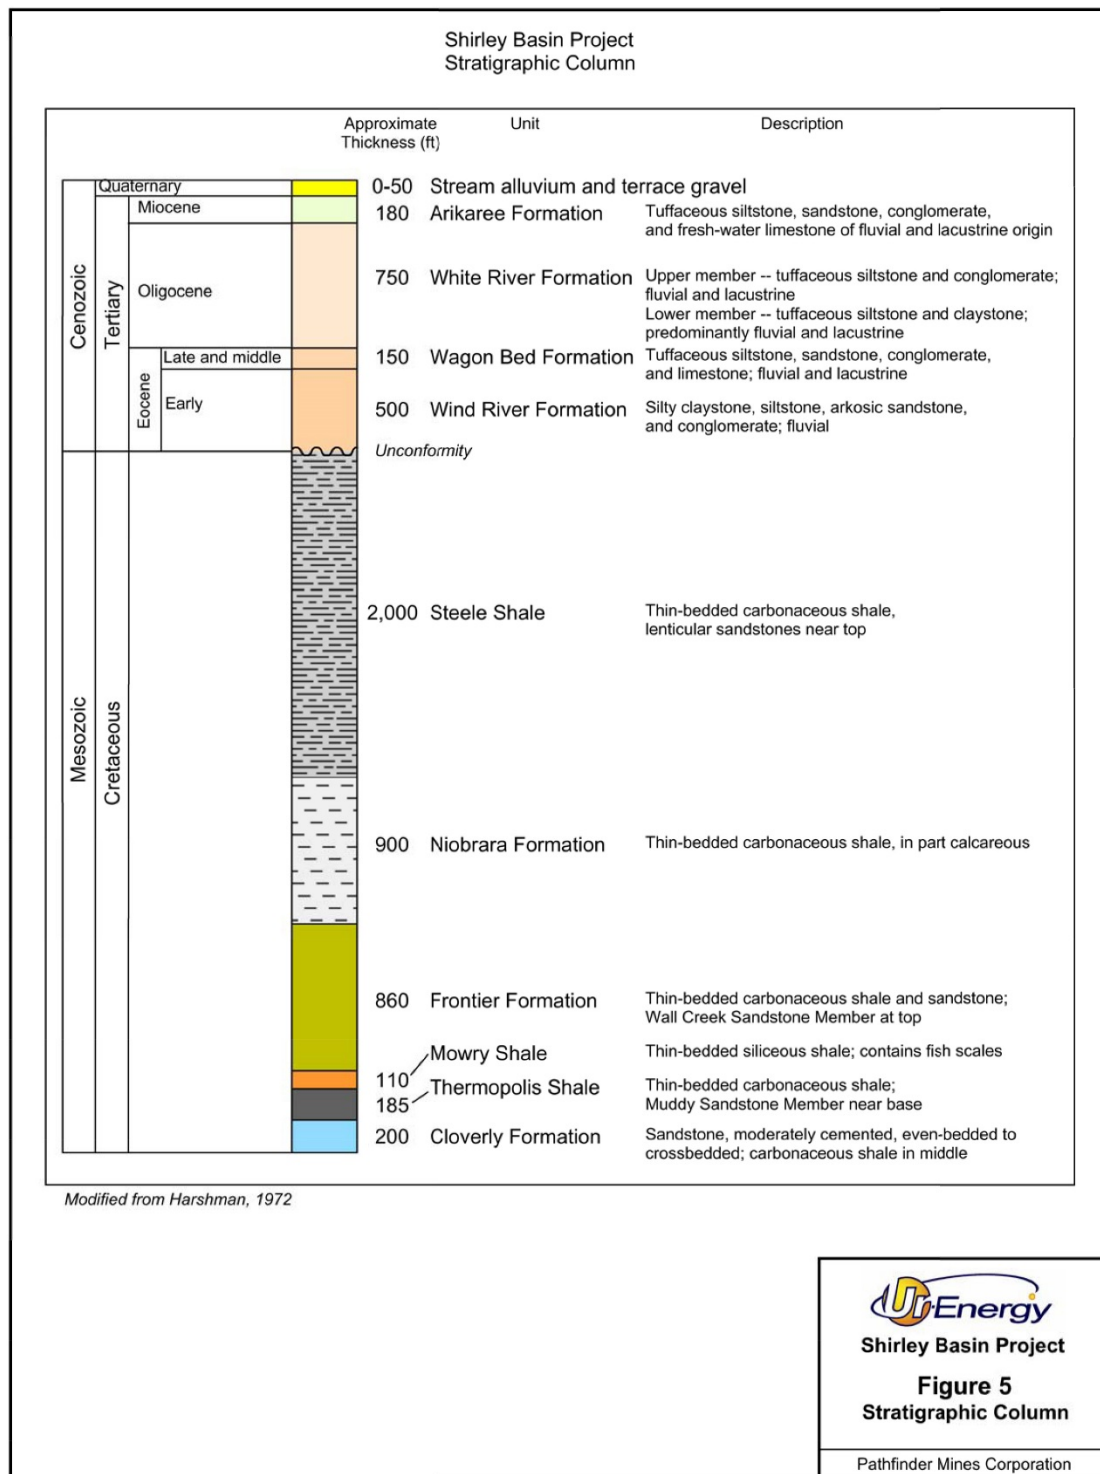 Shirley Basin Project
Stratigraphic Column
Approximate
Thickness (ft)
Unit
Description
Cenozoic
Tertiary
Quaternary
0-50 Stream alluvium and terrace gravel
Miocene
180 Arikaree Formation
Tuffaceous siltstone, sandstone, conglomerate,
and fresh-water limestone of fluvial and lacustrine origin
Oligocene
750 White River Formation
Upper member -- tuffaceous siltstone and conglomerate;
fluvial and lacustrine
Lower member -- tuffaceous siltstone and claystone;
predominantly fluvial and lacustrine
Eocene
Late and middle
150 Wagon Bed Formation
Tuffaceous siltstone, sandstone, conglomerate,
and limestone; fluvial and lacustrine
Early
500 Wind River Formation
Silty claystone, siltstone, arkosic sandstone,
and conglomerate; fluvial
Unconformity
Mesozoic
Cretaceous
2,000 Steele Shale
Thin-bedded carbonaceous shale,
lenticular sandstones near top
900 Niobrara Formation
Thin-bedded carbonaceous shale, in part calcareous
860 Frontier Formation
Thin-bedded carbonaceous shale and sandstone;
Wall Creek Sandstone Member at top
110 Mowry Shale
Thin-bedded siliceous shale; contains fish scales
185 Thermopolis Shale
Thin-bedded carbonaceous shale;
Muddy Sandstone Member near base
200 Cloverly Formation
Sandstone, moderately cemented, even-bedded to
crossbedded; carbonaceous shale in middle
Modified from Harshman, 1972
Ur-Energy
Shirley Basin Project
Figure 5
Stratigraphic Column
Pathfinder Mines Corporation